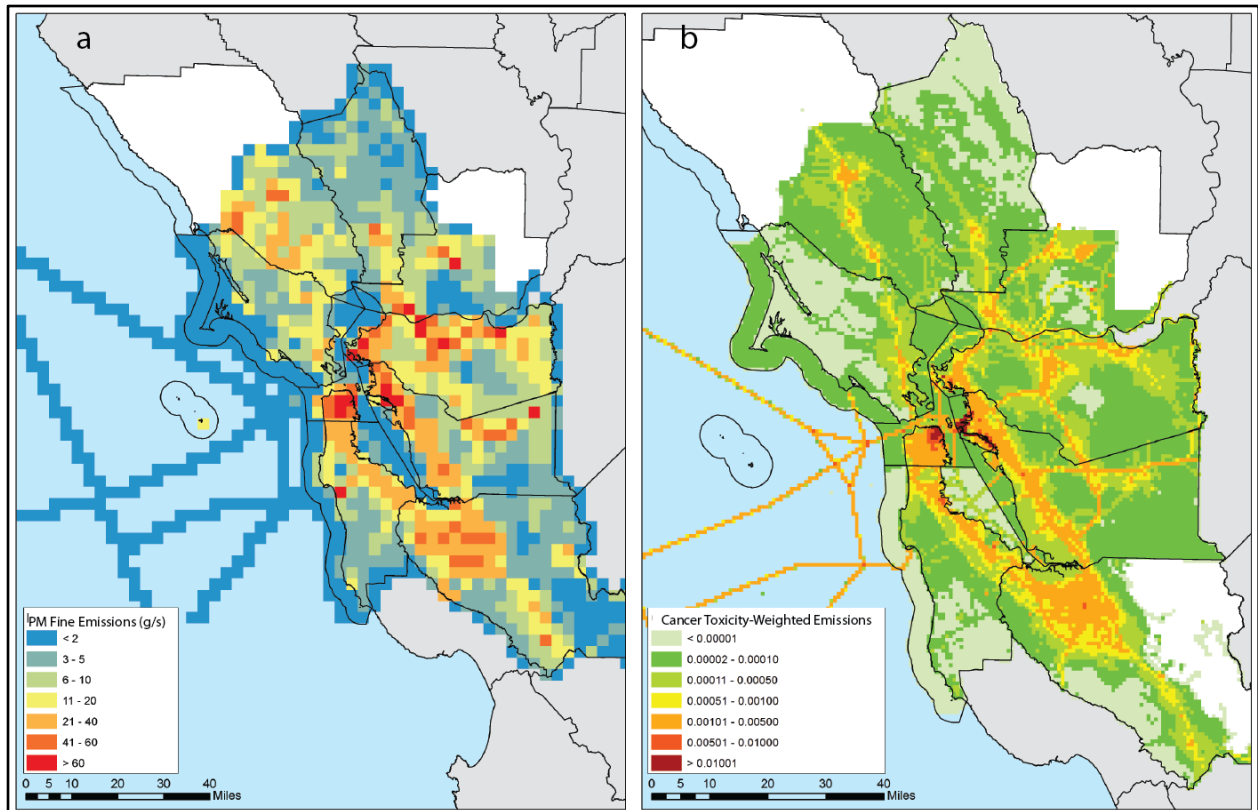 a
PM Fine Emissions (g/s)
< 2
3 - 5
6 - 10
11 - 20
21 - 40
41 - 60
> 60
0 5 10 20 30 40
Miles
b
Cancer Toxicity-Weighted Emissions
< 0.00001
0.00002 - 0.00010
0.00011 - 0.00050
0.00051 - 0.00100
0.00101 - 0.00500
0.00501 - 0.01000
> 0.01001
0 5 10 20 30 40
Miles